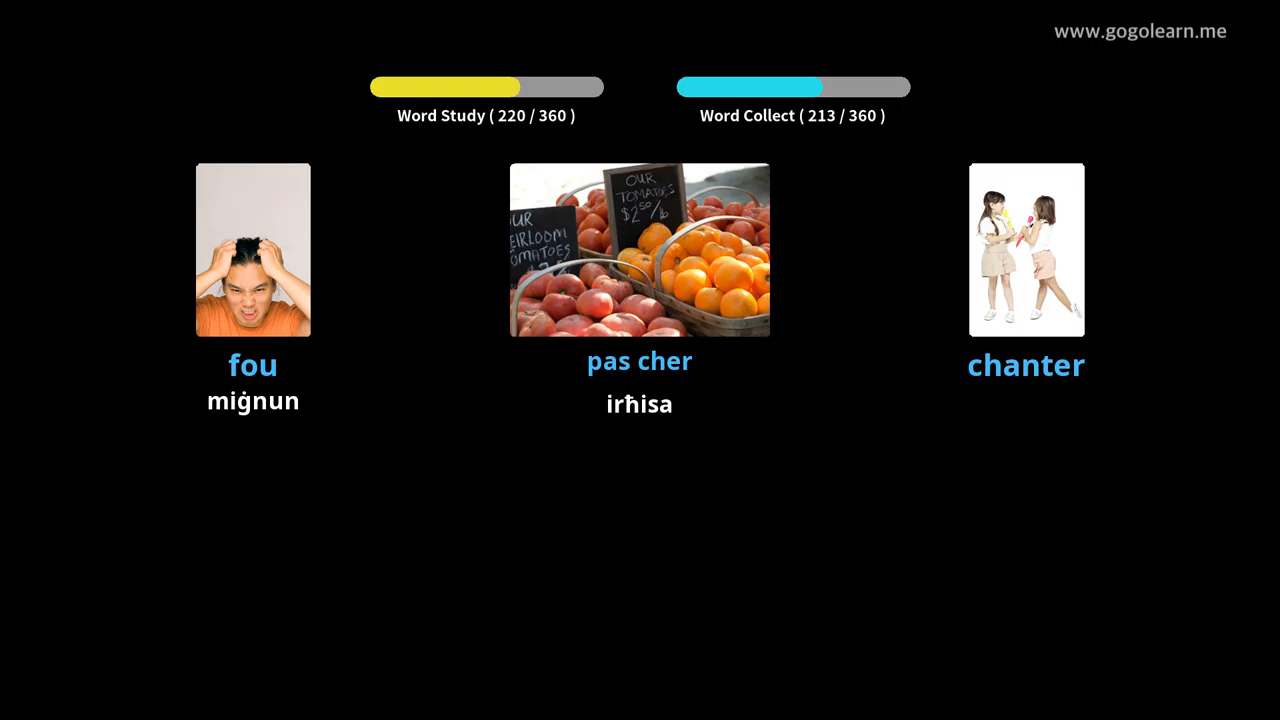 www.gogolearn.me
Word Study ( 220 / 360 )
Word Collect ( 213 / 360 )
OUR
TOMATOES
$2.50/lb
UR
EIRLOOM
OMATOES
fou
miġnun
pas cher
irħisa
chanter